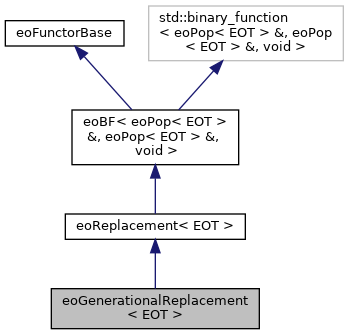 eoFunctorBase
std::binary_function
< eoPop< EOT > &, eoPop
< EOT > &, void >
eoBF< eoPop< EOT >
&, eoPop< EOT > &,
void >
eoReplacement< EOT >
eoGenerationalReplacement
< EOT >